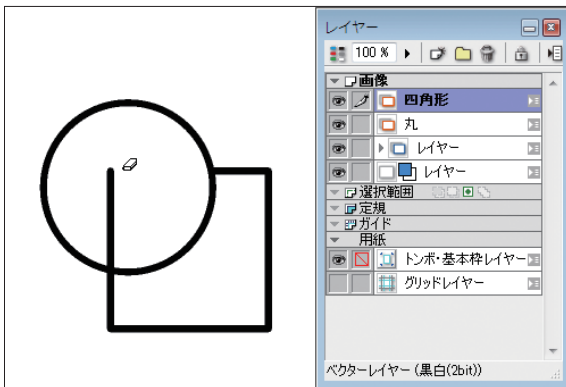 レイヤー
100 %
画像
四角形
丸
レイヤー
レイヤー
選択範囲
定規
ガイド
用紙
トンボ・基本枠レイヤー
グリッドレイヤー
ベクターレイヤー (黒白(2bit))